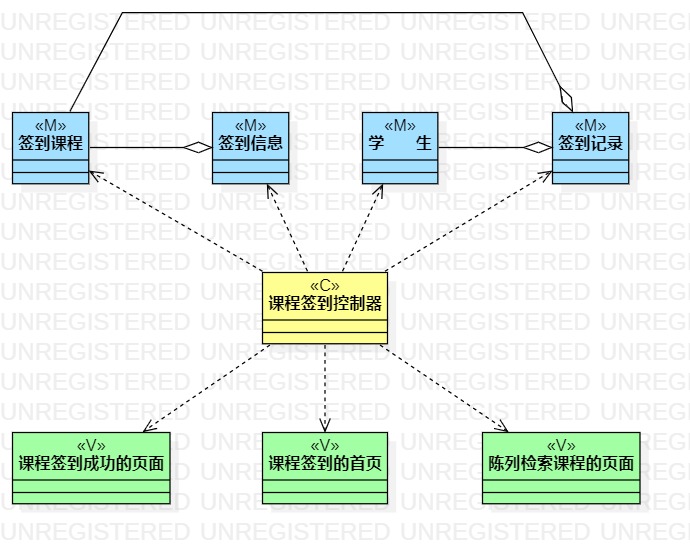 «M»
签到课程
«M»
签到信息
«M»
学 生
«M»
签到记录
«C»
课程签到控制器
«V»
课程签到成功的页面
«V»
课程签到的首页
«V»
陈列检索课程的页面
UNREGISTERED UNREGISTERED UNREGISTERED UNREGISTERED